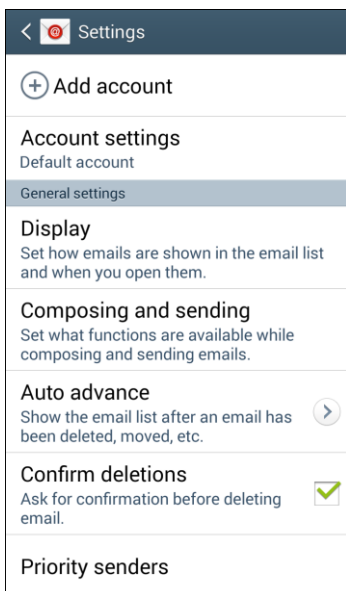 Settings
Add account
Account settings
Default account
General settings
Display
Set how emails are shown in the email list
and when you open them.
Composing and sending
Set what functions are available while
composing and sending emails.
Auto advance
Show the email list after an email has
been deleted, moved, etc.
Confirm deletions
Ask for confirmation before deleting
email.
Priority senders